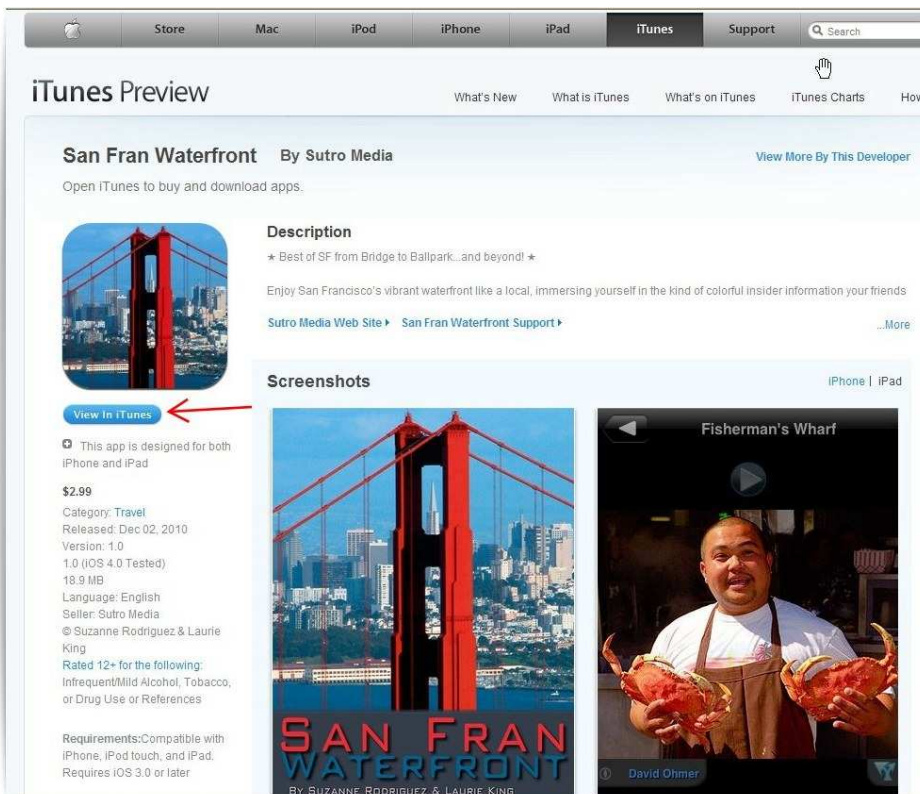 Store Mac iPod iPhone iPad iTunes Support Search
iTunes Preview
What's New What is iTunes What's on iTunes iTunes Charts How
San Fran Waterfront By Sutro Media
View More By This Developer
Open iTunes to buy and download apps.
Description
★ Best of SF from Bridge to Ballpark...and beyond! ★
Enjoy San Francisco's vibrant waterfront like a local, immersing yourself in the kind of colorful insider information your friends
Sutro Media Web Site San Fran Waterfront Support ...More
Screenshots
iPhone | iPad
View In iTunes
This app is designed for both
iPhone and iPad
$2.99
Category: Travel
Released: Dec 02, 2010
Version: 1.0
1.0 (iOS 4.0 Tested)
18.9 MB
Language: English
Seller: Sutro Media
© Suzanne Rodriguez & Laurie
King
Rated 12+ for the following:
Infrequent/Mild Alcohol, Tobacco,
or Drug Use or References
Requirements:Compatible with
iPhone, iPod touch, and iPad.
Requires iOS 3.0 or later
SAN FRAN
WATERFRONT
BY SUZANNE RODRIGUEZ & LAURIE KING
Fisherman's Wharf
David Ohmer